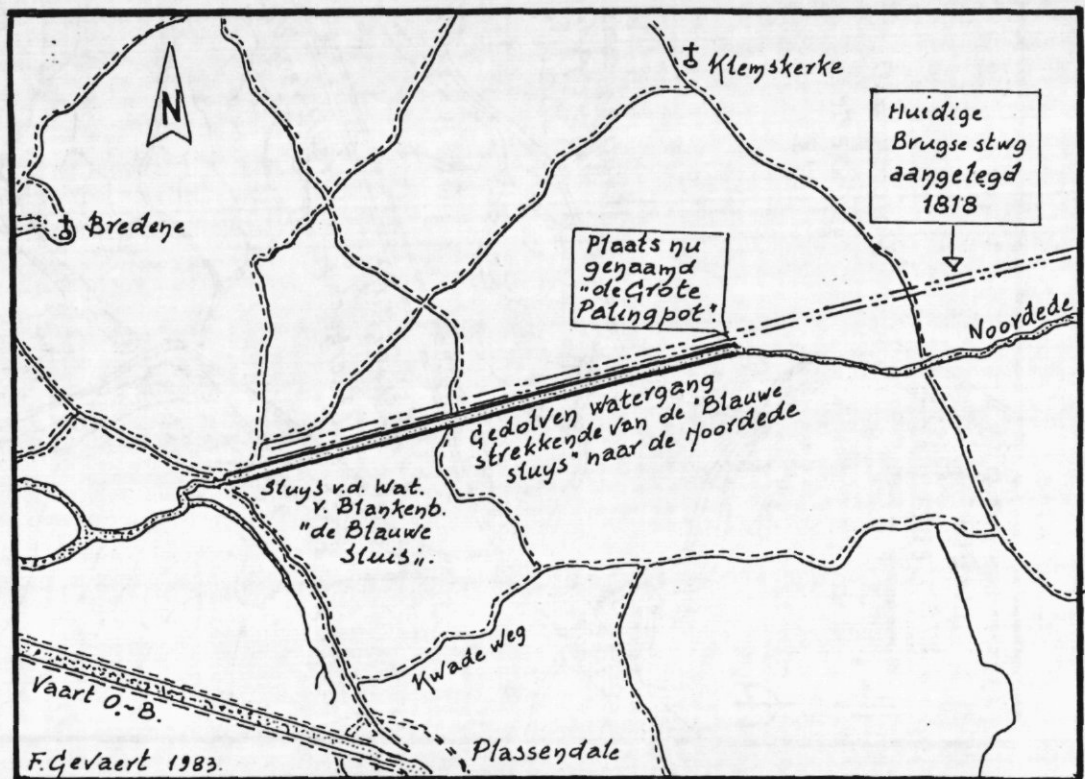 N
Klemskerke
Huidige
Brugse stwg
aangelegd
1818
Bredene
Plaats nu
genaamd
"de Grote
Palingpot".
Noordede
Gedolven watergang
strekkende van de "Blauwe
sluys" naar de Noordede
Sluys v.d. Wat.
v. Blankenb.
"de Blauwe
Sluis".
Kwade weg
Vaart O.-B.
Plassendale
F. Gevaert 1983.